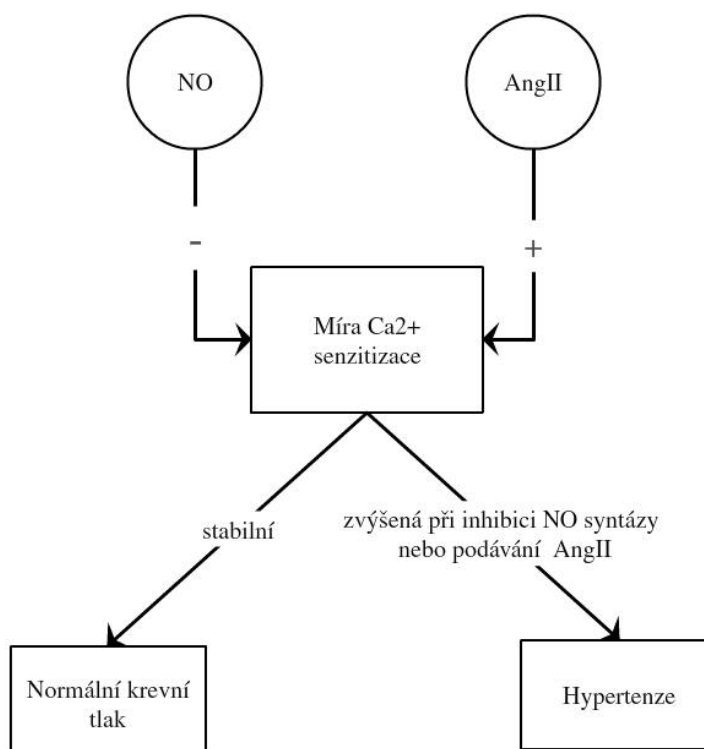 NO
AngII
-
+
Míra Ca2+
senzitizace
stabilní
zvýšená při inhibici NO syntázy
nebo podávání AngII
Normální krevní
tlak
Hypertenze